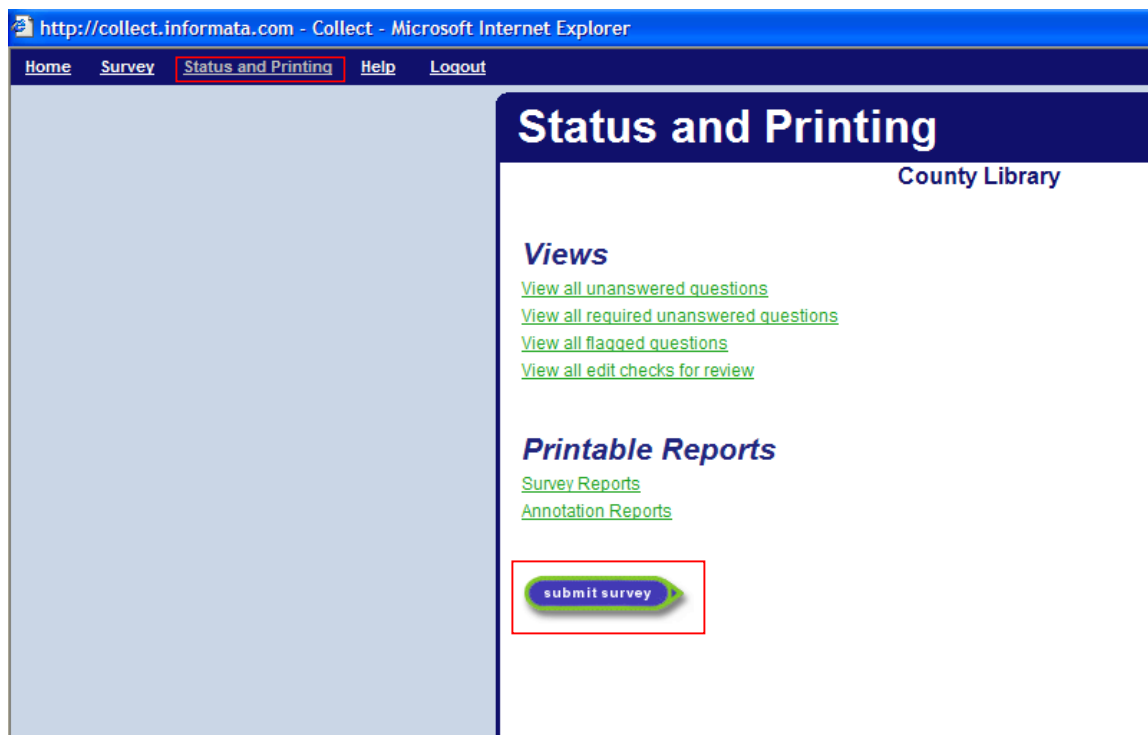 http://collect.informata.com - Collect - Microsoft Internet Explorer
Home Survey Status and Printing Help Logout
Status and Printing
County Library
Views
View all unanswered questions
View all required unanswered questions
View all flagged questions
View all edit checks for review
Printable Reports
Survey Reports
Annotation Reports
submit survey